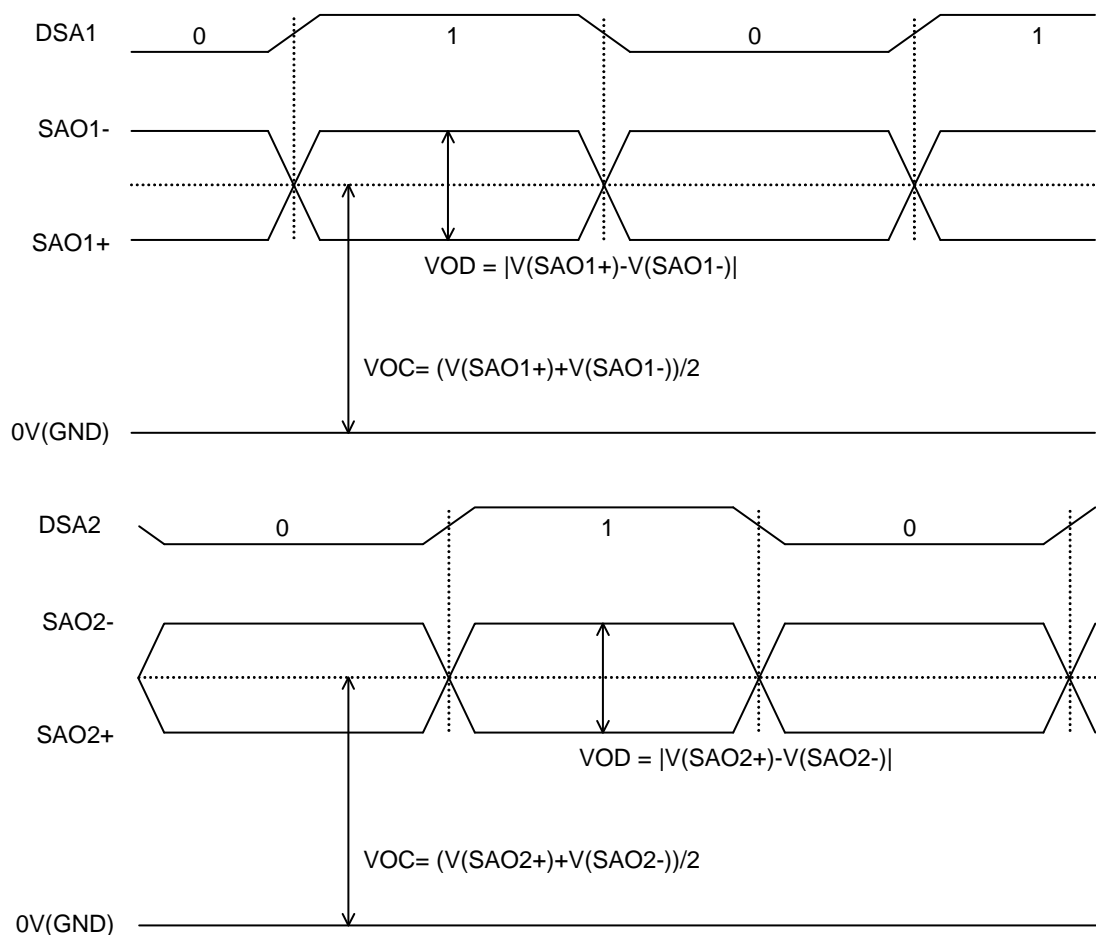 DSA1
0 1 0 1
SAO1-
SAO1+
VOD = |V(SAO1+)-V(SAO1-)|
VOC= (V(SAO1+)+V(SAO1-))/2
0V(GND)
DSA2
0 1 0
SAO2-
SAO2+
VOD = |V(SAO2+)-V(SAO2-)|
VOC= (V(SAO2+)+V(SAO2-))/2
0V(GND)